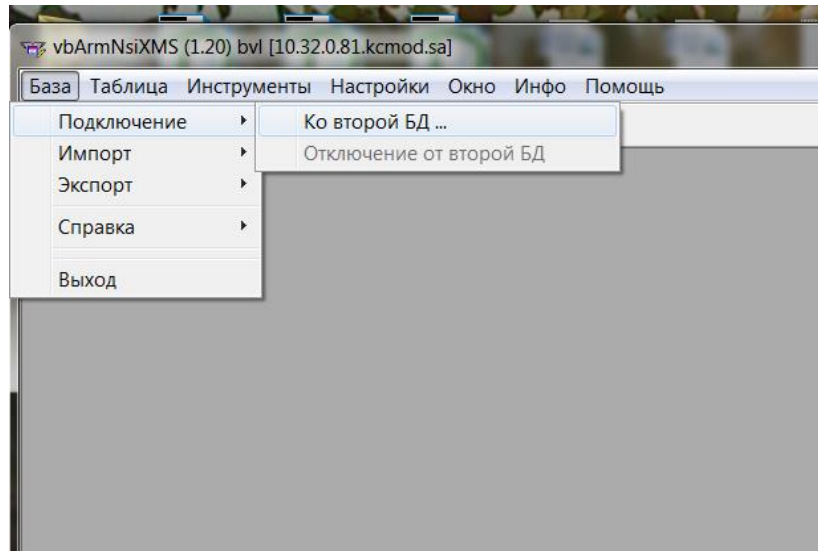 vbArmNsiXMS (1.20) bvl [10.32.0.81.kcmod.sa]
База Таблица Инструменты Настройки Окно Инфо Помощь
Подключение
Ко второй БД ...
Импорт
Отключение от второй БД
Экспорт
Справка
Выход